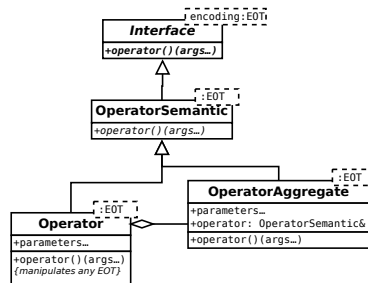 encoding:EOT
Interface
+operator()(args…)
:EOT
OperatorSemantic
+operator()(args…)
:EOT
Operator
+parameters…
+operator()(args…)
{manipulates any EOT}
:EOT
OperatorAggregate
+parameters…
+operator: OperatorSemantic&
+operator()(args…)